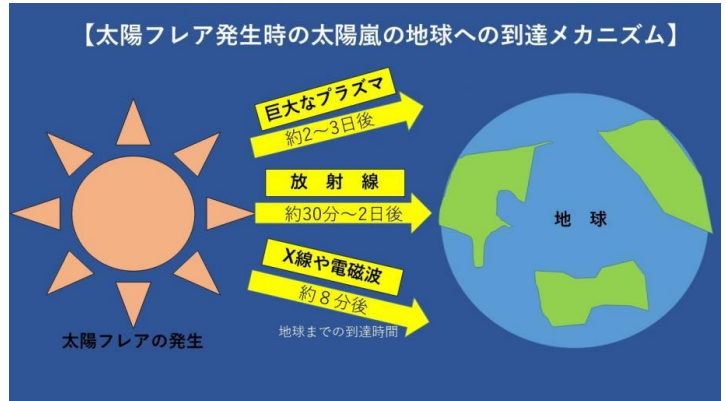 【太陽フレア発生時の太陽嵐の地球への到達メカニズム】
巨大なプラズマ
約2～3日後
放 射 線
約30分～2日後
X線や電磁波
約８分後
地球までの到達時間
太陽フレアの発生
地 球